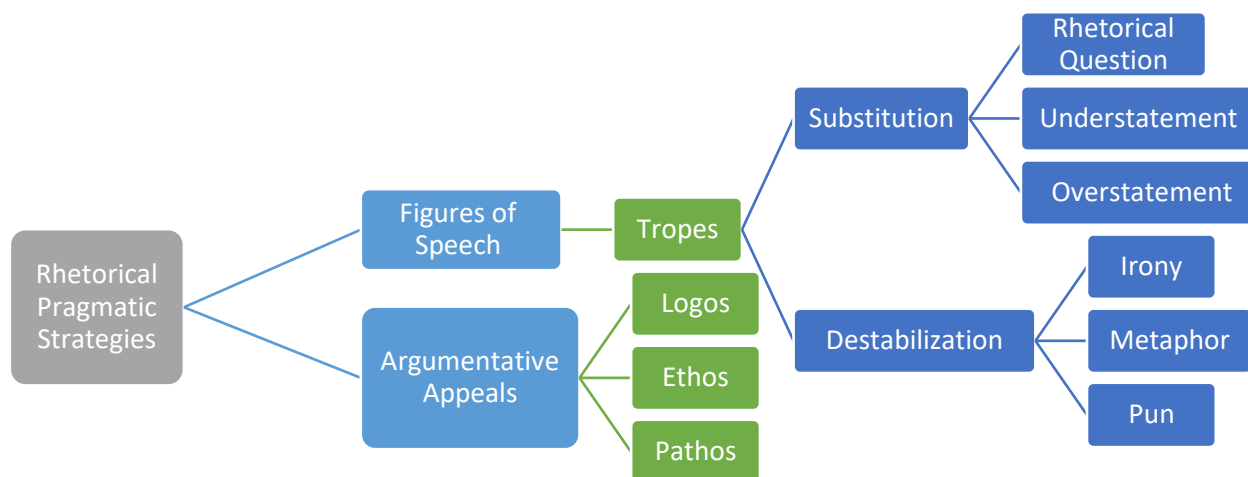 Rhetorical
Pragmatic
Strategies
Figures of
Speech
Argumentative
Appeals
Tropes
Logos
Ethos
Pathos
Substitution
Destabilization
Rhetorical
Question
Understatement
Overstatement
Irony
Metaphor
Pun